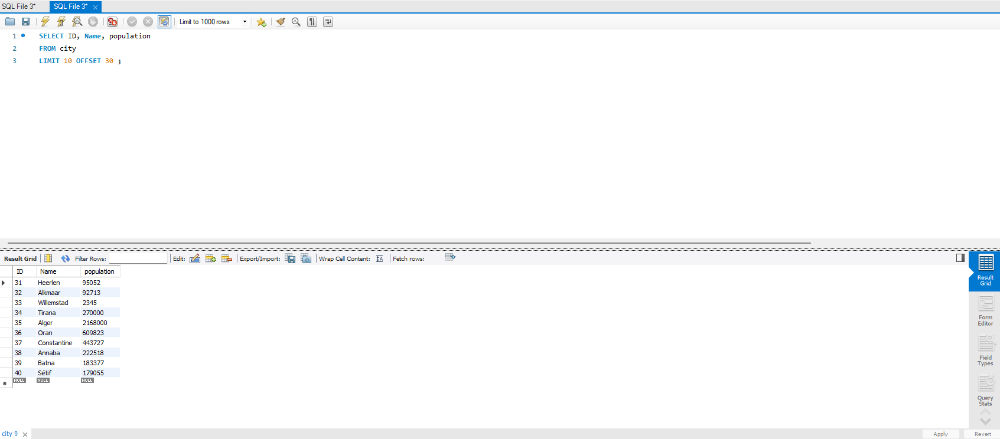 SQL File 3* SQL File 3*
Limit to 1000 rows
1 SELECT ID, Name, population
2 FROM city
3 LIMIT 10 OFFSET 30 ;
Result Grid Filter Rows: Edit: Export/Import: Wrap Cell Content: Fetch rows:
ID Name population
31 Heerlen 95052
32 Alkmaar 92713
33 Willemstad 2345
34 Tirana 270000
35 Alger 2168000
36 Oran 609823
37 Constantine 443727
38 Annaba 222518
39 Batna 183377
40 Sétif 179055
NULL NULL NULL
Result
Grid
Form
Editor
Field
Types
Query
Stats
city 9 Apply Revert